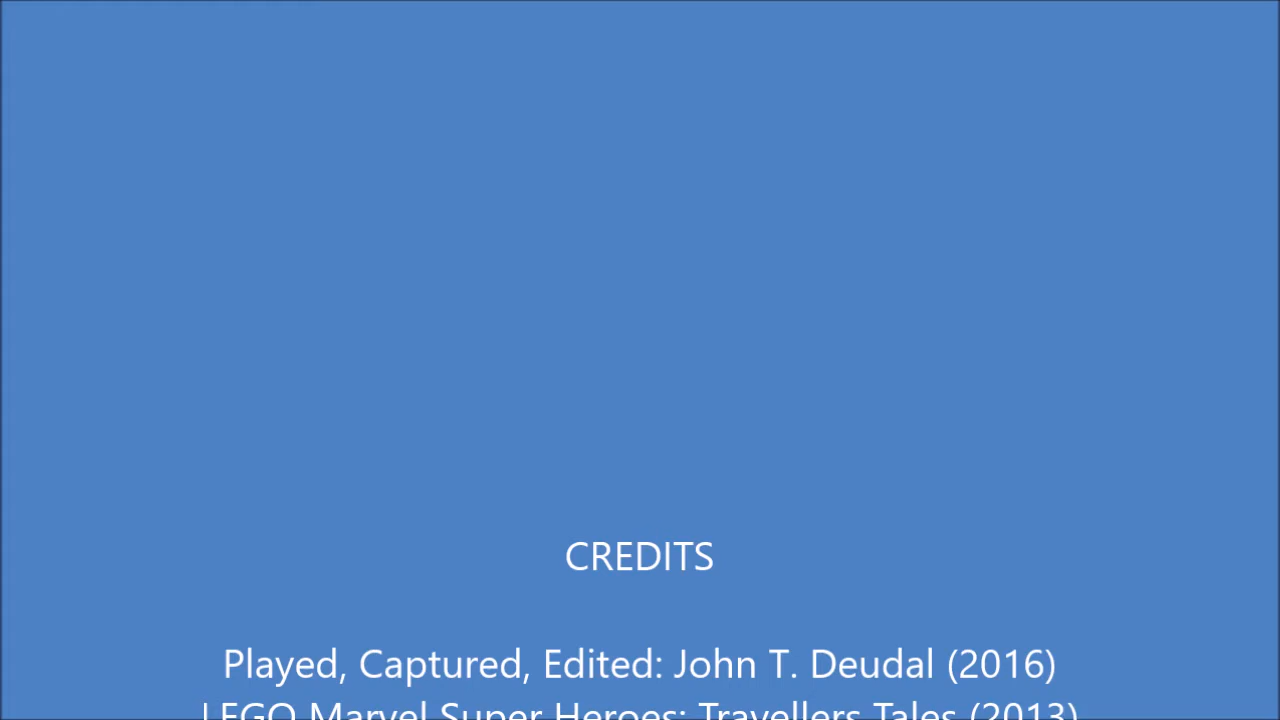 CREDITS
Played, Captured, Edited: John T. Deudal (2016)
LEGO Marvel Super Heroes: Travellers Tales (2013)